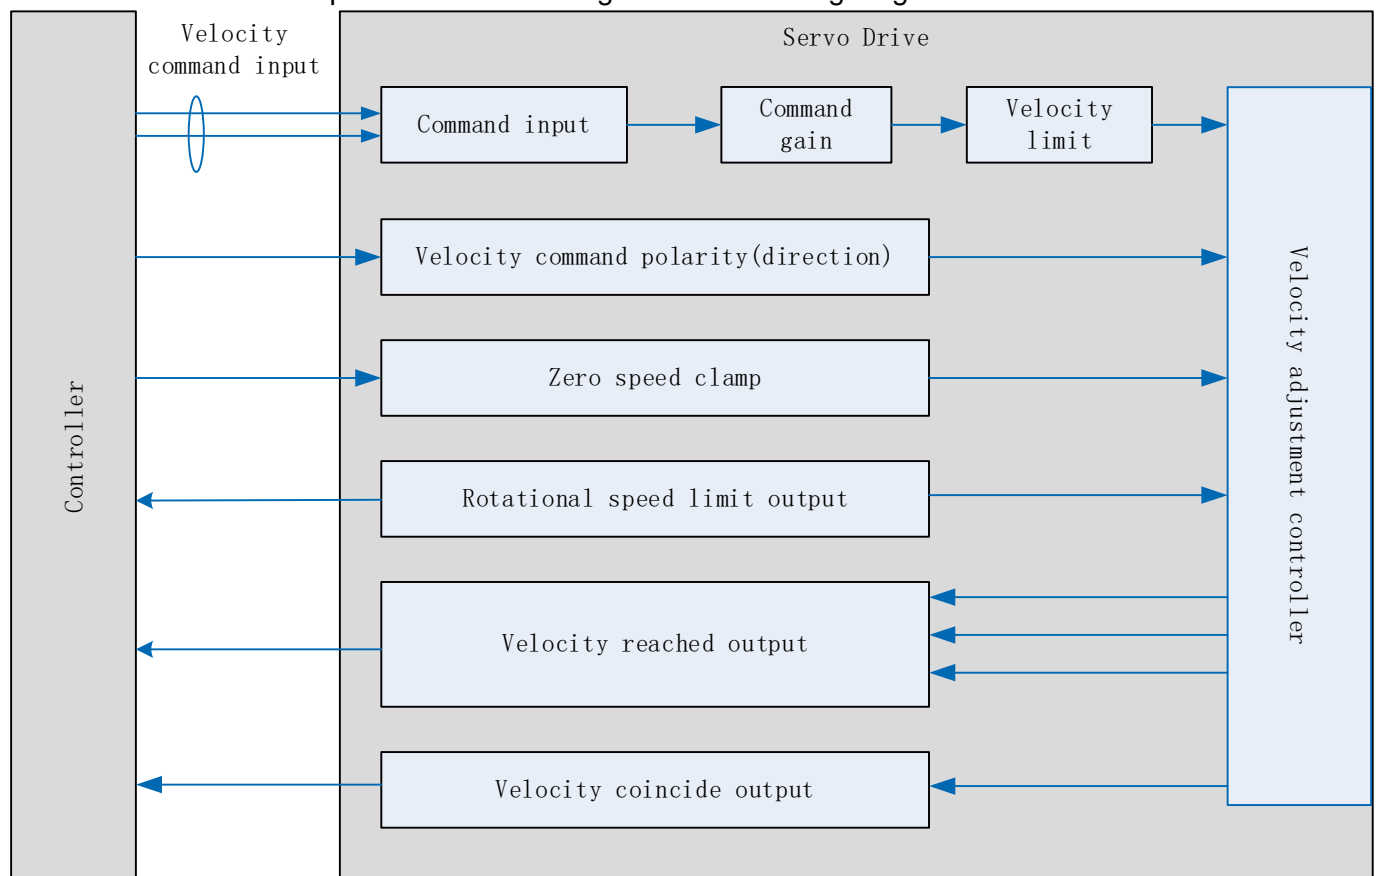 Velocity
command input
Servo Drive
Command input
Command
gain
Velocity
limit
Velocity command polarity(direction)
Zero speed clamp
Rotational speed limit output
Velocity reached output
Velocity coincide output
Controller
Velocity adjustment controller